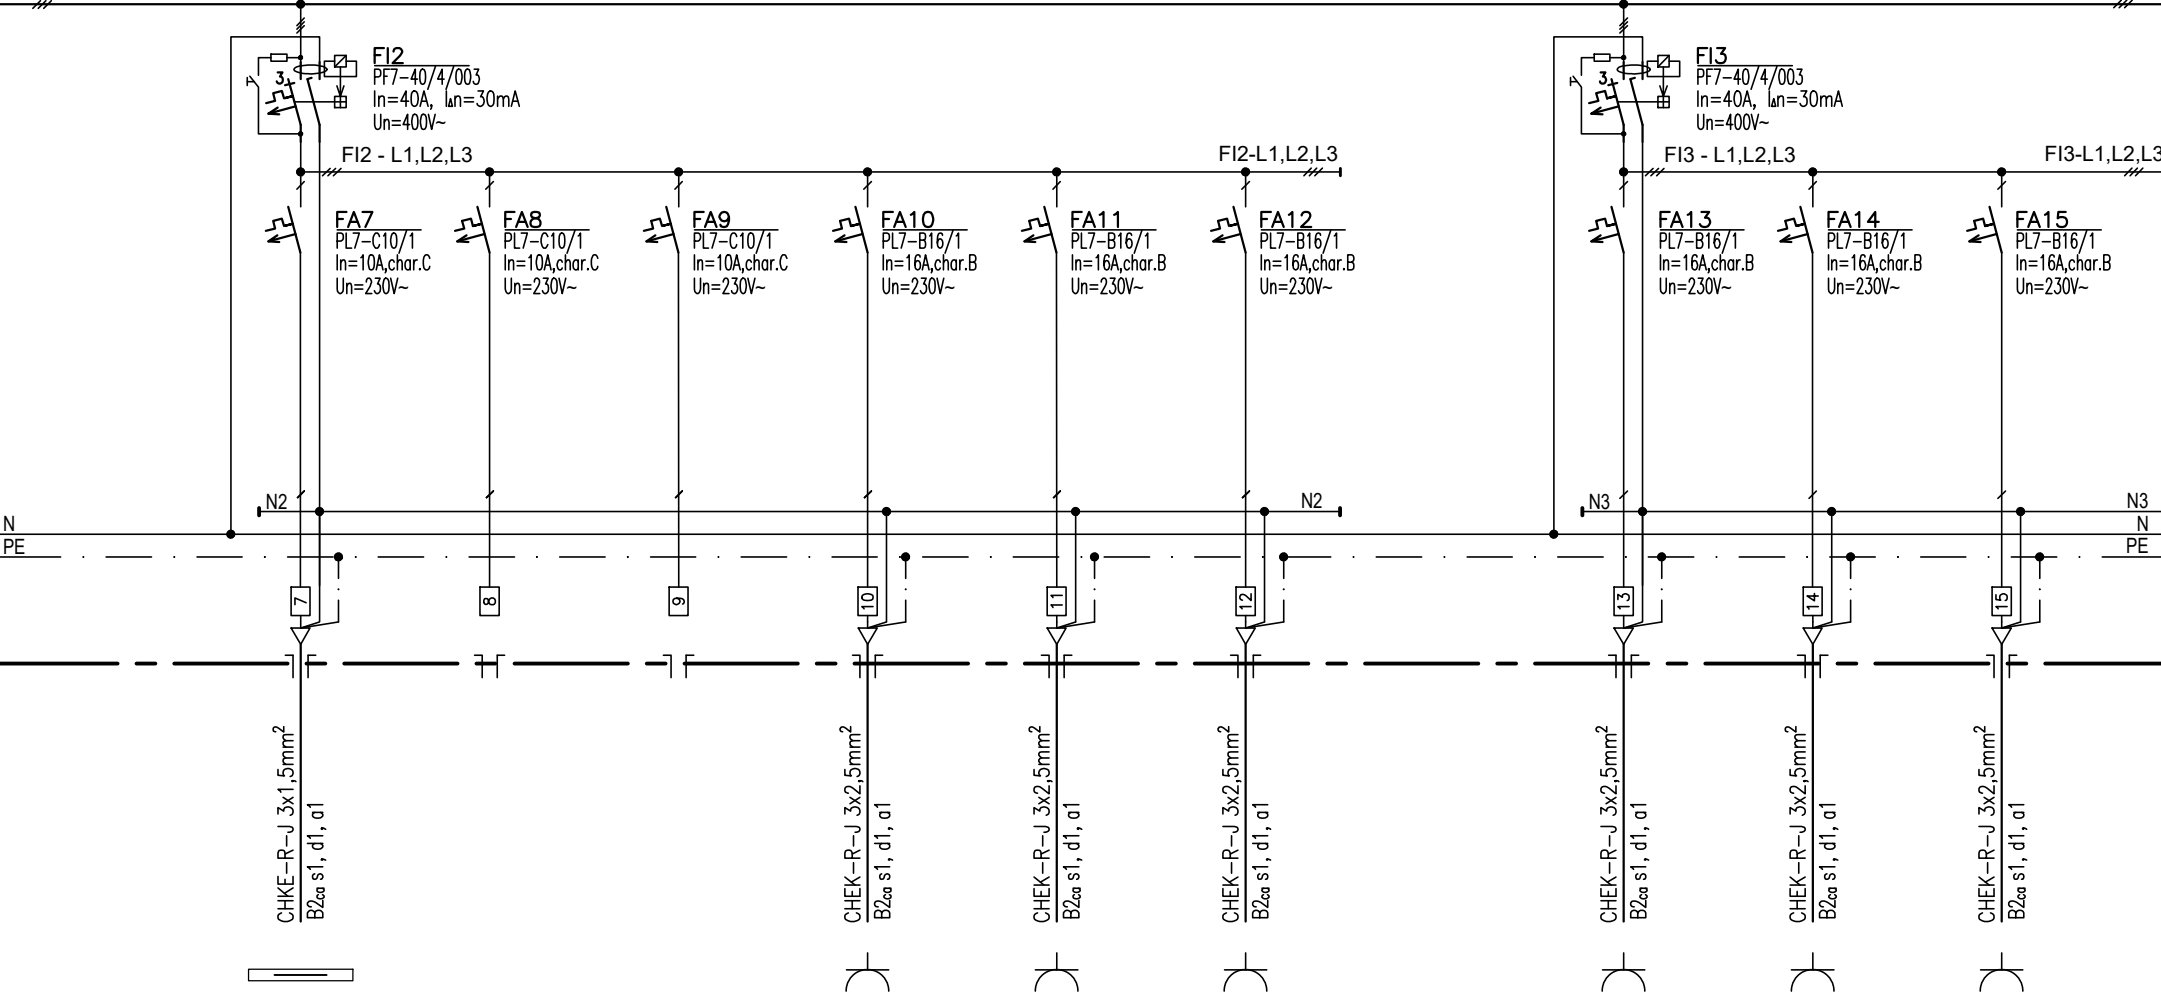 FI2
PF7-40/4/003
In=40A, IΔn=30mA
Un=400V~
3
FI3
PF7-40/4/003
In=40A, IΔn=30mA
Un=400V~
3
FI2 - L1,L2,L3
FI2-L1,L2,L3
FI3 - L1,L2,L3
FI3-L1,L2,L3
FA7
PL7-C10/1
In=10A,char.C
Un=230V~
FA8
PL7-C10/1
In=10A,char.C
Un=230V~
FA9
PL7-C10/1
In=10A,char.C
Un=230V~
FA10
PL7-B16/1
In=16A,char.B
Un=230V~
FA11
PL7-B16/1
In=16A,char.B
Un=230V~
FA12
PL7-B16/1
In=16A,char.B
Un=230V~
FA13
PL7-B16/1
In=16A,char.B
Un=230V~
FA14
PL7-B16/1
In=16A,char.B
Un=230V~
FA15
PL7-B16/1
In=16A,char.B
Un=230V~
N2
N2
N3
N3
N
N
PE
PE
7
8
9
10
11
12
13
14
15
CHKE-R-J 3x1,5mm²
B2ca s1, d1, a1
CHEK-R-J 3x2,5mm²
B2ca s1, d1, a1
CHEK-R-J 3x2,5mm²
B2ca s1, d1, a1
CHEK-R-J 3x2,5mm²
B2ca s1, d1, a1
CHEK-R-J 3x2,5mm²
B2ca s1, d1, a1
CHEK-R-J 3x2,5mm²
B2ca s1, d1, a1
CHEK-R-J 3x2,5mm²
B2ca s1, d1, a1